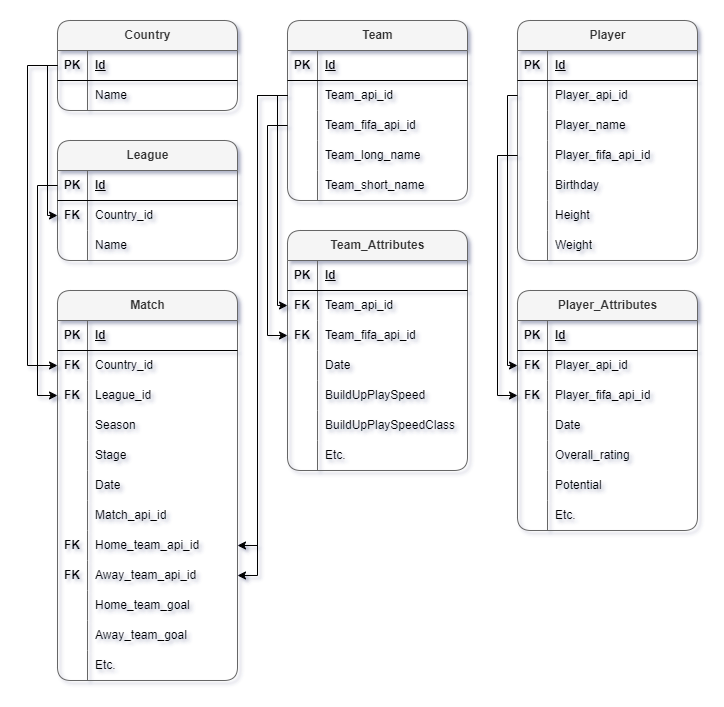 Country
PK Id
Name
League
PK Id
FK Country_id
Name
Match
PK Id
FK Country_id
FK League_id
Season
Stage
Date
Match_api_id
FK Home_team_api_id
FK Away_team_api_id
Home_team_goal
Away_team_goal
Etc.
Team
PK Id
Team_api_id
Team_fifa_api_id
Team_long_name
Team_short_name
Team_Attributes
PK Id
FK Team_api_id
FK Team_fifa_api_id
Date
BuildUpPlaySpeed
BuildUpPlaySpeedClass
Etc.
Player
PK Id
Player_api_id
Player_name
Player_fifa_api_id
Birthday
Height
Weight
Player_Attributes
PK Id
FK Player_api_id
FK Player_fifa_api_id
Date
Overall_rating
Potential
Etc.